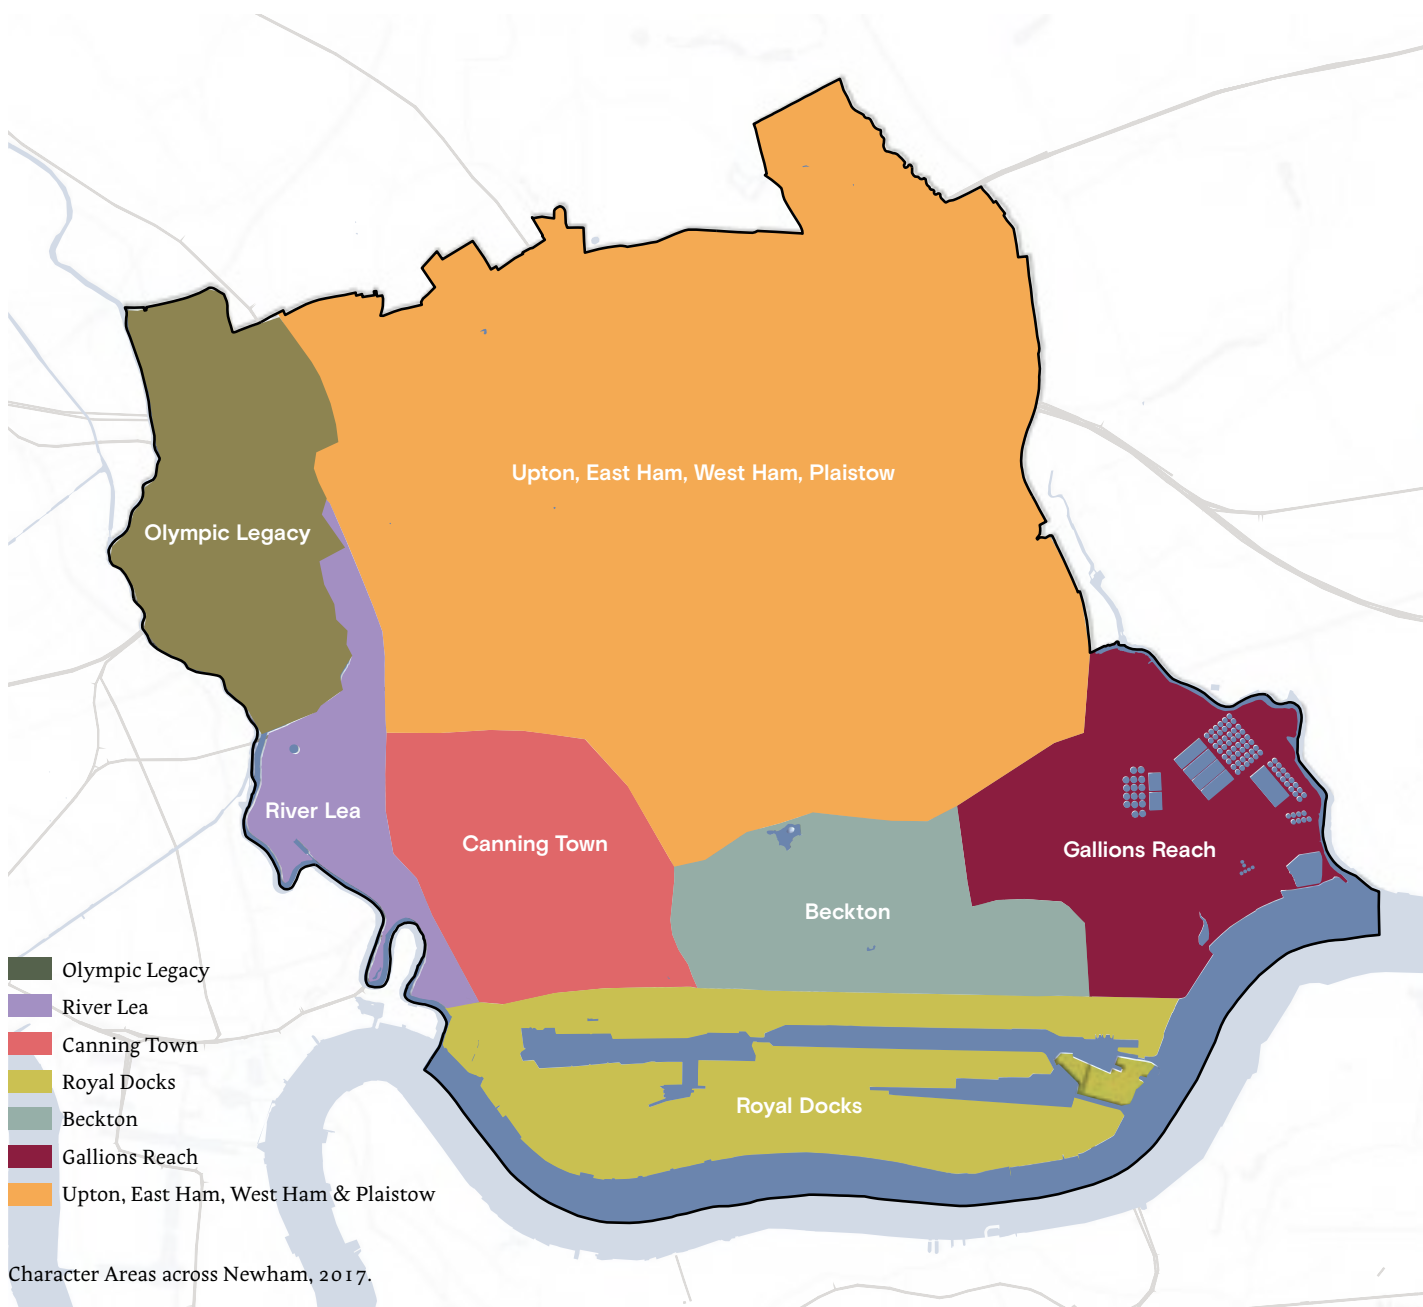 Upton, East Ham, West Ham, Plaistow
Olympic Legacy
River Lea
Canning Town
Gallions Reach
Beckton
Royal Docks
Olympic Legacy
River Lea
Canning Town
Royal Docks
Beckton
Gallions Reach
Upton, East Ham, West Ham & Plaistow
Character Areas across Newham, 2017.